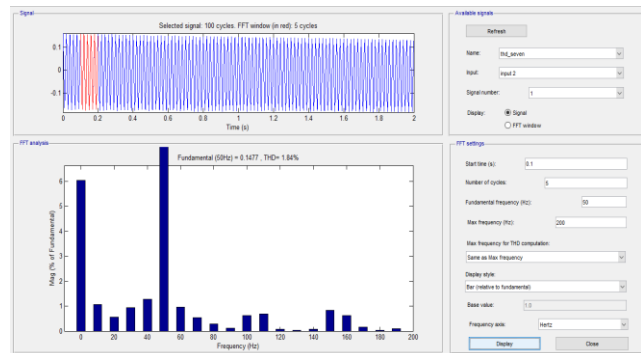 Signal
Selected signal: 100 cycles. FFT window (in red): 5 cycles
0.1
0
-0.1
0 0.2 0.4 0.6 0.8 1 1.2 1.4 1.6 1.8 2
Time (s)
FFT analysis
Fundamental (50Hz) = 0.1477 , THD= 1.84%
Mag (% of Fundamental)
6
5
4
3
2
1
0
0 20 40 60 80 100 120 140 160 180 200
Frequency (Hz)
Available signals
Refresh
Name: thd_seven
Input: input 2
Signal number: 1
Display: Signal
FFT window
FFT settings
Start time (s): 0.1
Number of cycles: 5
Fundamental frequency (Hz): 50
Max frequency (Hz): 200
Max frequency for THD computation:
Same as Max frequency
Display style:
Bar (relative to fundamental)
Base value: 1.0
Frequency axis: Hertz
Display Close